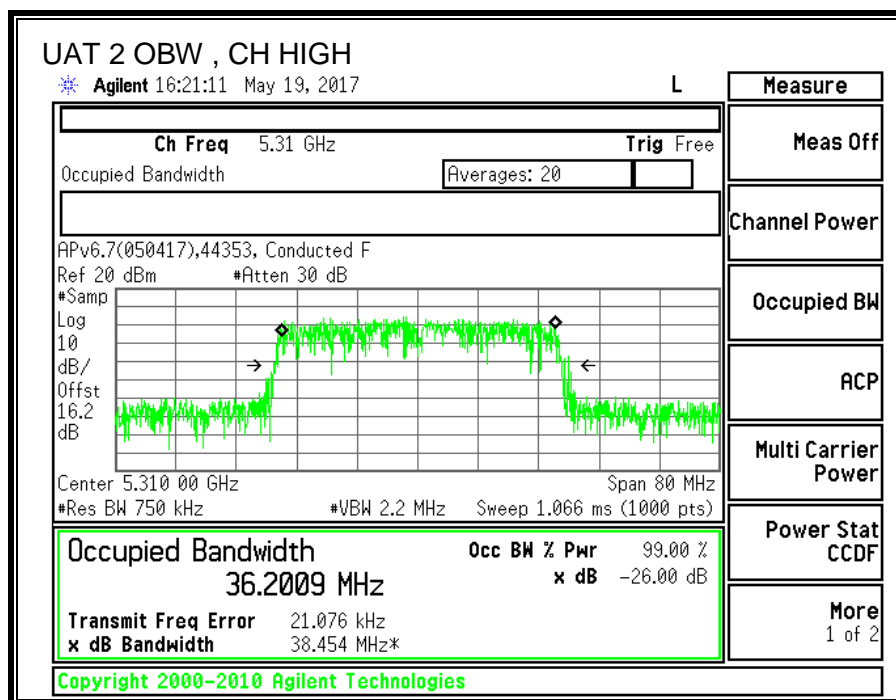 UAT 2 OBW , CH HIGH
Agilent 16:21:11 May 19, 2017 L
Measure
Ch Freq 5.31 GHz Trig Free
Meas Off
Occupied Bandwidth Averages: 20
Channel Power
APv6.7(050417),44353, Conducted F
Ref 20 dBm #Atten 30 dB
#Samp
Log
10
dB/
Offst
16.2
dB
Occupied BW
ACP
Multi Carrier
Power
Center 5.310 00 GHz Span 80 MHz
#Res BW 750 kHz #VBW 2.2 MHz Sweep 1.066 ms (1000 pts)
Power Stat
CCDF
Occupied Bandwidth Occ BW % Pwr 99.00 %
36.2009 MHz x dB -26.00 dB
Transmit Freq Error 21.076 kHz
x dB Bandwidth 38.454 MHz*
More
1 of 2
Copyright 2000-2010 Agilent Technologies